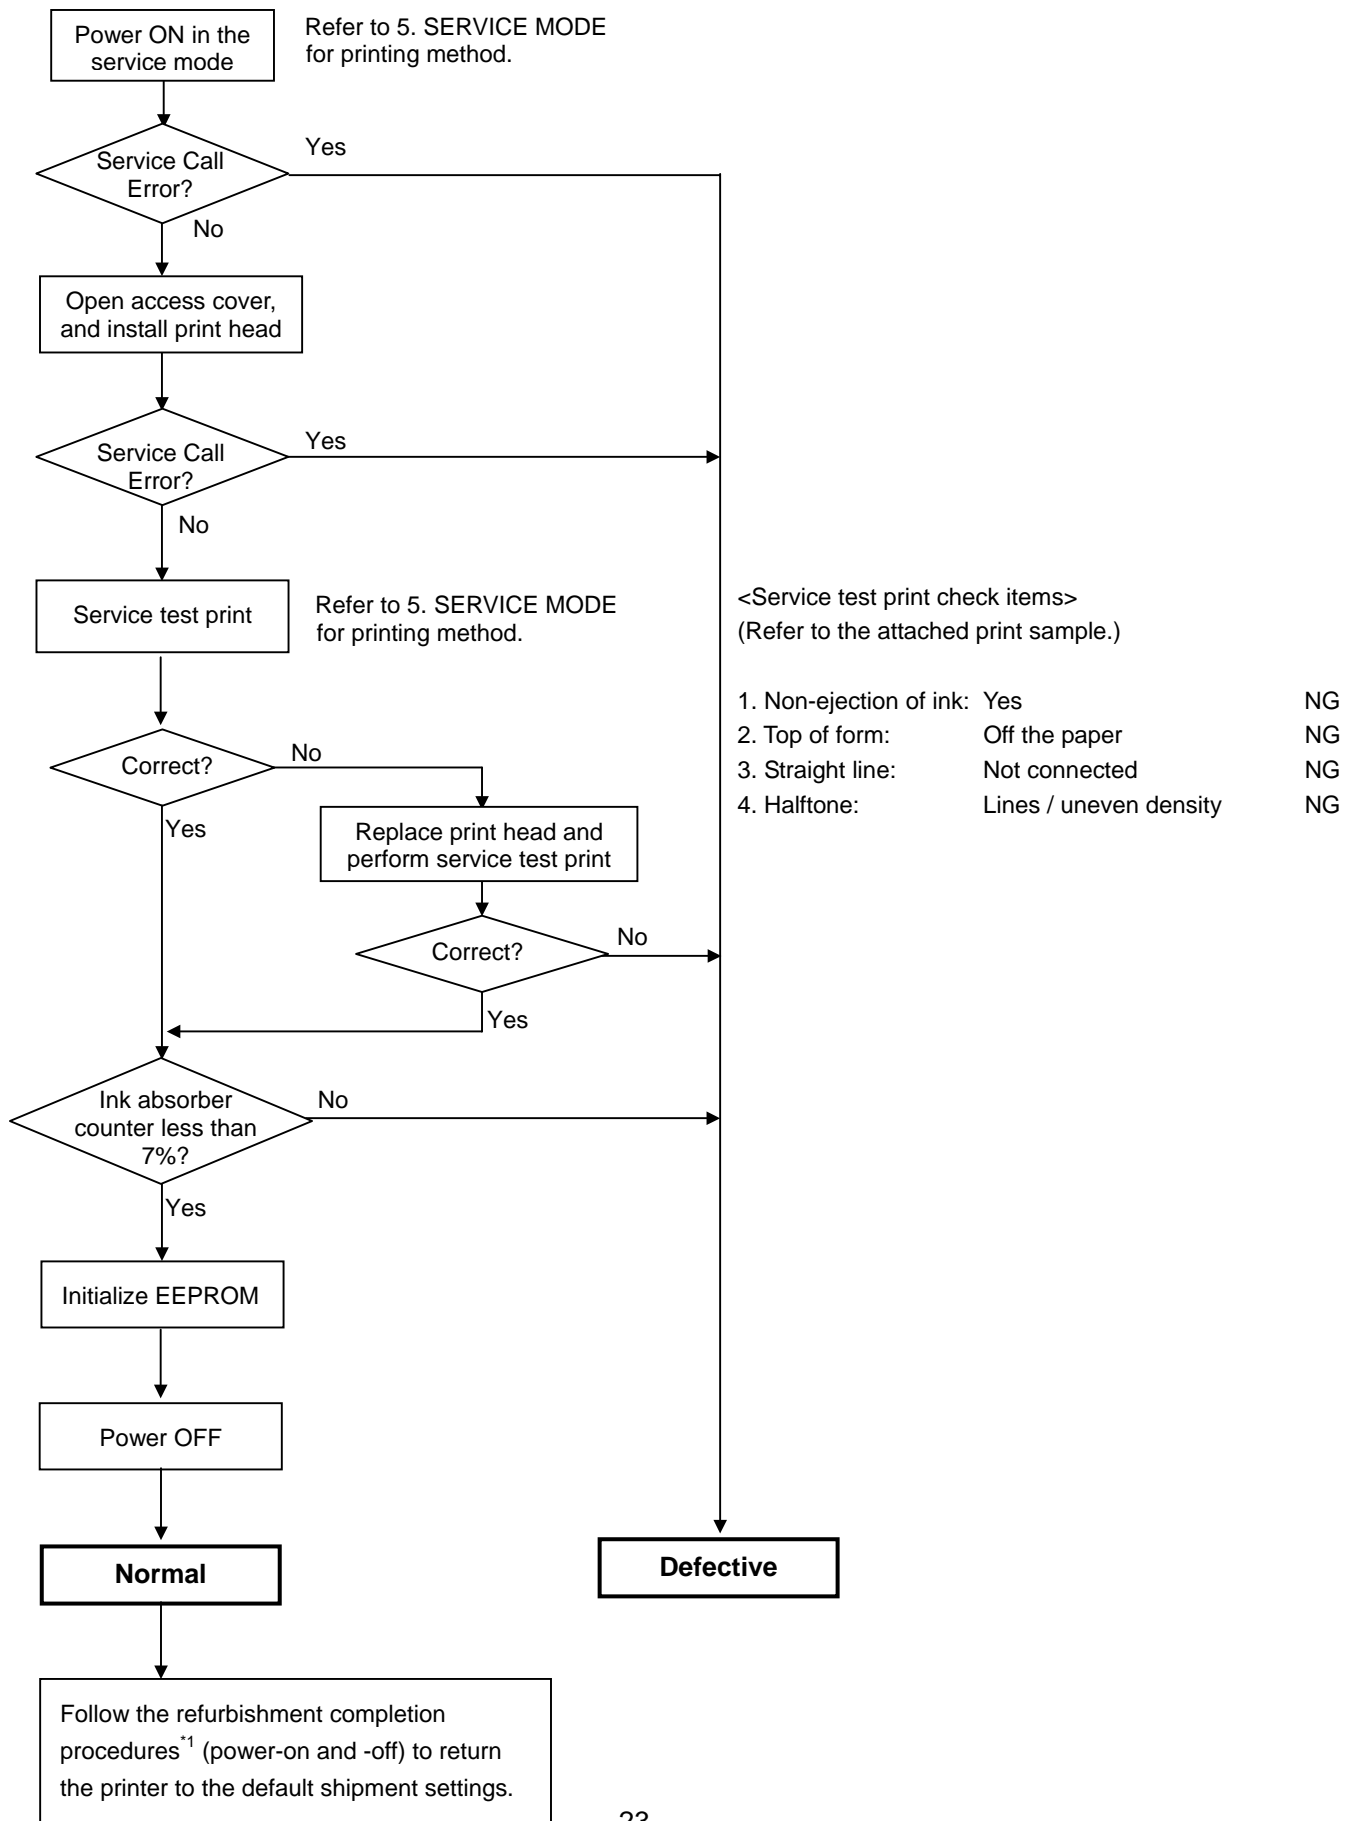 Power ON in the
service mode
Refer to 5. SERVICE MODE
for printing method.
Service Call
Error?
Yes
No
Open access cover,
and install print head
Service Call
Error?
Yes
No
Service test print
Refer to 5. SERVICE MODE
for printing method.
<Service test print check items>
(Refer to the attached print sample.)
1. Non-ejection of ink: Yes NG
2. Top of form: Off the paper NG
3. Straight line: Not connected NG
4. Halftone: Lines / uneven density NG
Correct?
No
Yes
Replace print head and
perform service test print
Correct?
No
Yes
Ink absorber
counter less than
7%?
No
Yes
Initialize EEPROM
Power OFF
Normal
Defective
Follow the refurbishment completion
procedures*1 (power-on and -off) to return
the printer to the default shipment settings.
23